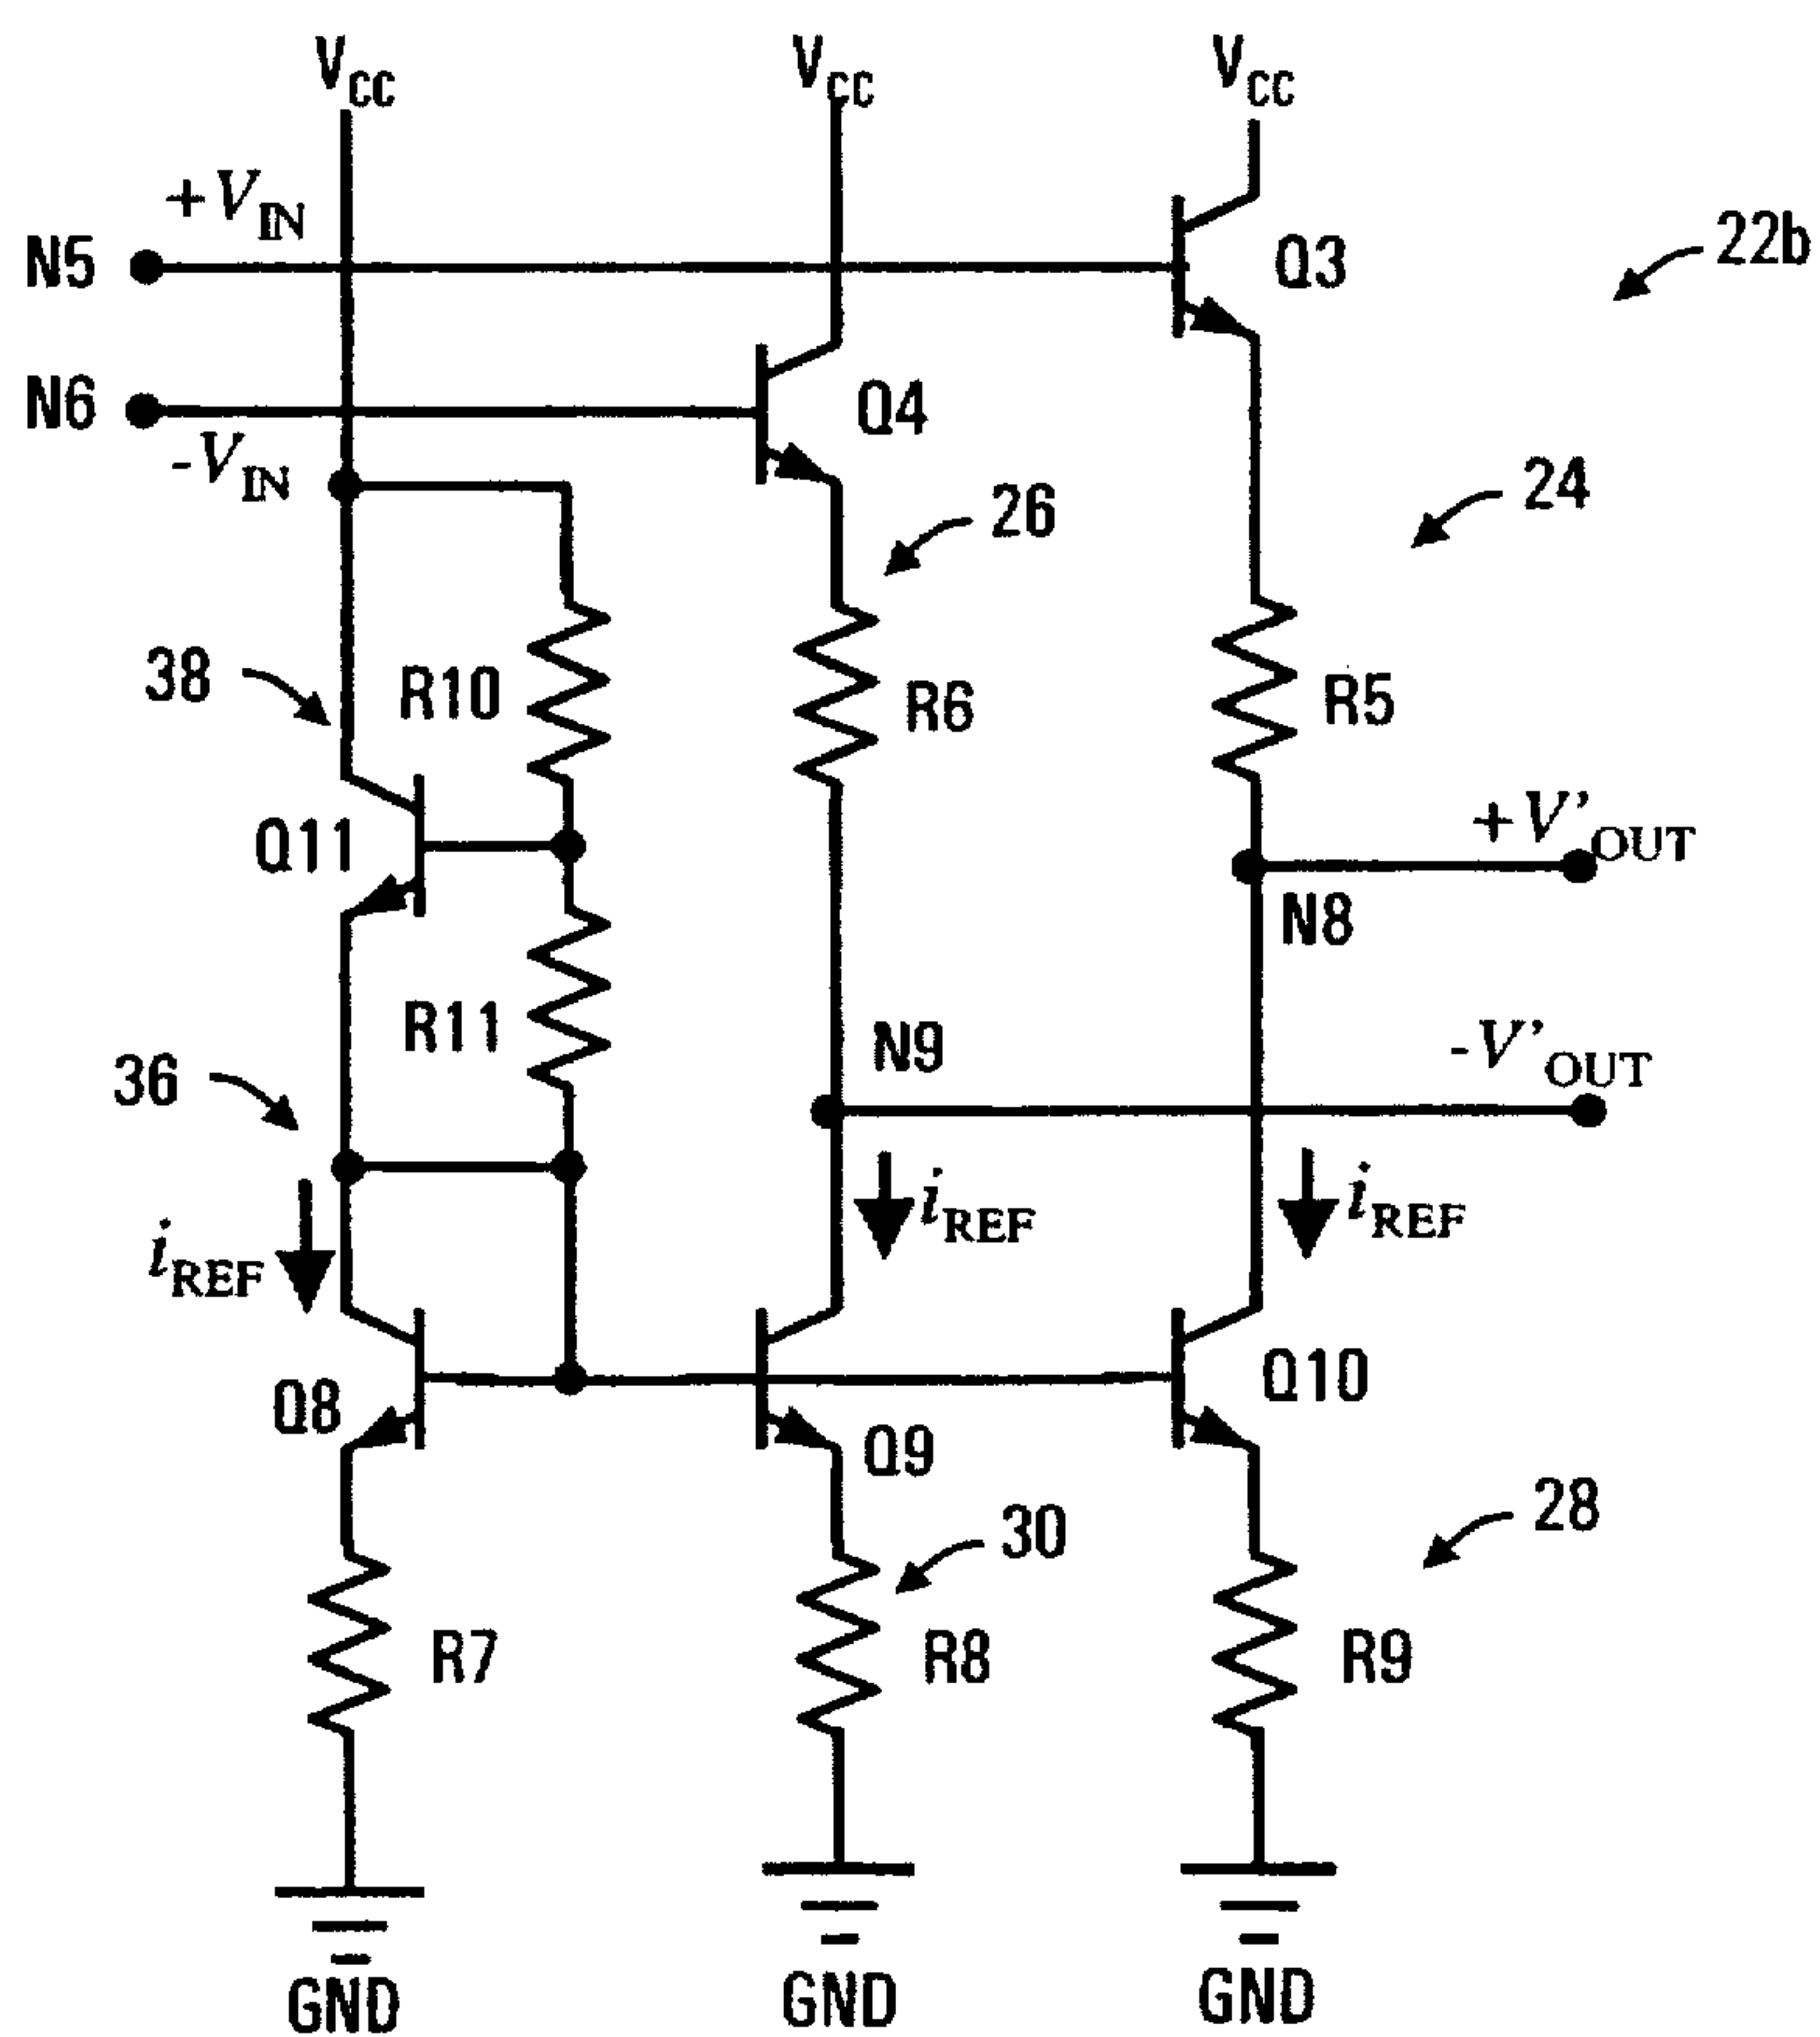 VCC VCC VCC
+VIN
N5
Q3
22b
N6
-VIN
Q4
26
24
38
R10
R6
R5
Q11
+V'OUT
N8
R11
N9
-V'OUT
36
iREF
iREF
iREF
Q8
Q9
Q10
30
28
R7
R8
R9
GND GND GND